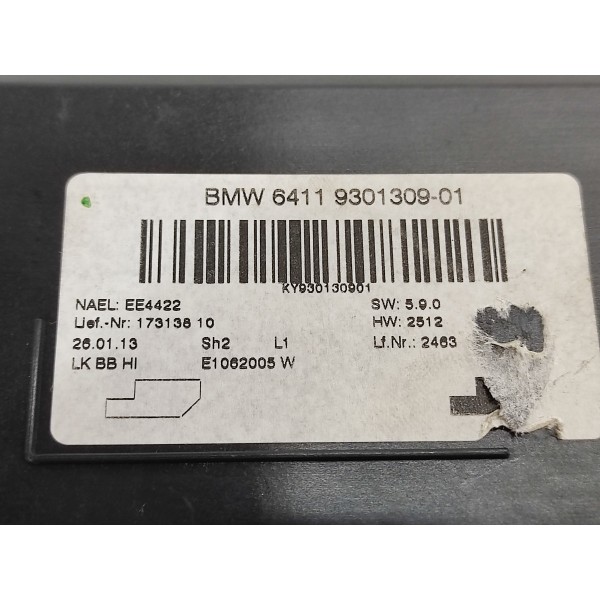 BMW 6411 9301309-01
KY930130901
NAEL: EE4422 SW: 5.9.0
Lief.-Nr: 173138 10 HW: 2512
26.01.13 Sh2 L1 Lf.Nr.: 2463
LK BB HI E1062005 W